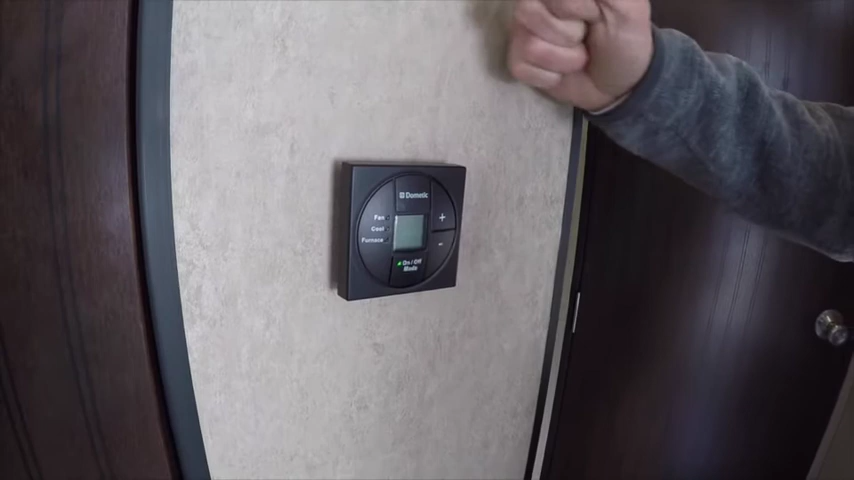 Dometic
Fan
Cool
Furnace
+
-
On/Off
Mode